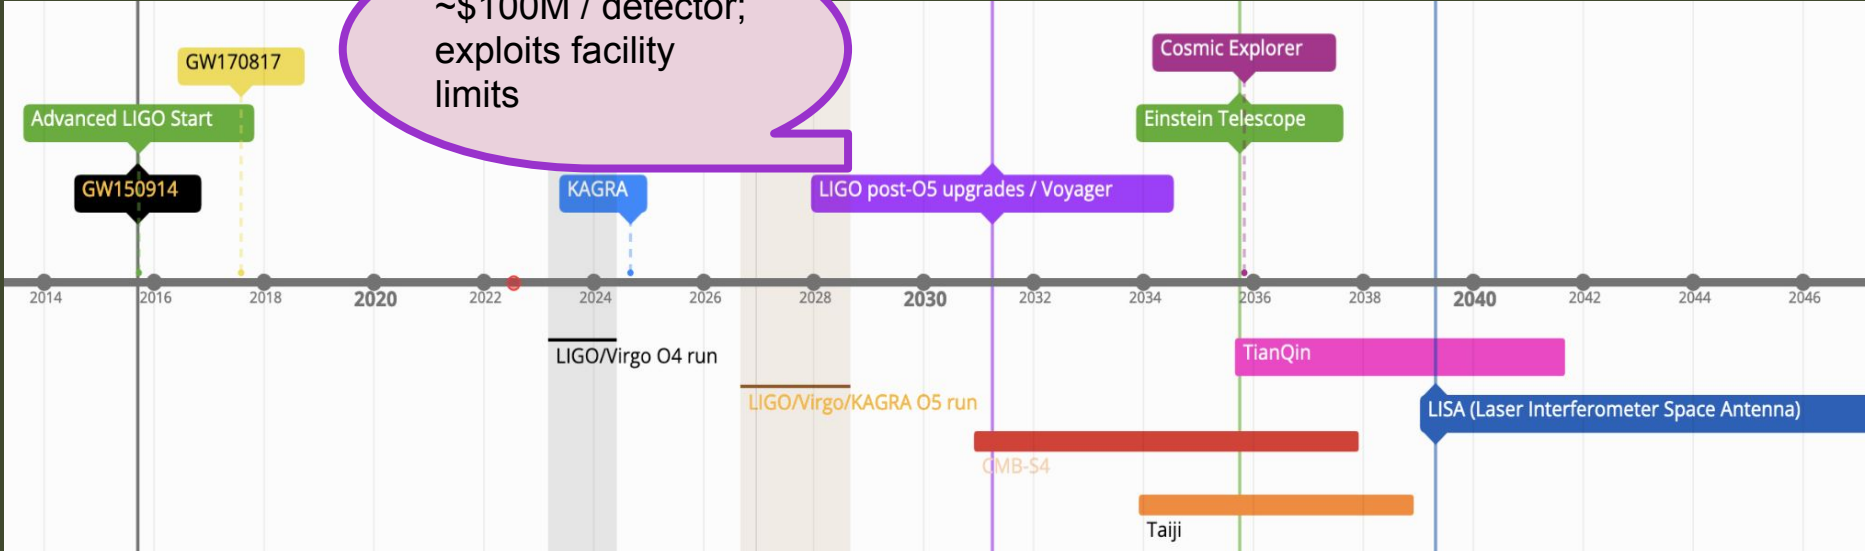 ~$100M / detector;
exploits facility
limits
GW170817
Cosmic Explorer
Advanced LIGO Start
Einstein Telescope
GW150914
KAGRA
LIGO post-O5 upgrades / Voyager
2014 2016 2018 2020 2022 2024 2026 2028 2030 2032 2034 2036 2038 2040 2042 2044 2046
LIGO/Virgo O4 run
TianQin
LIGO/Virgo/KAGRA O5 run
LISA (Laser Interferometer Space Antenna)
CMB-S4
Taiji